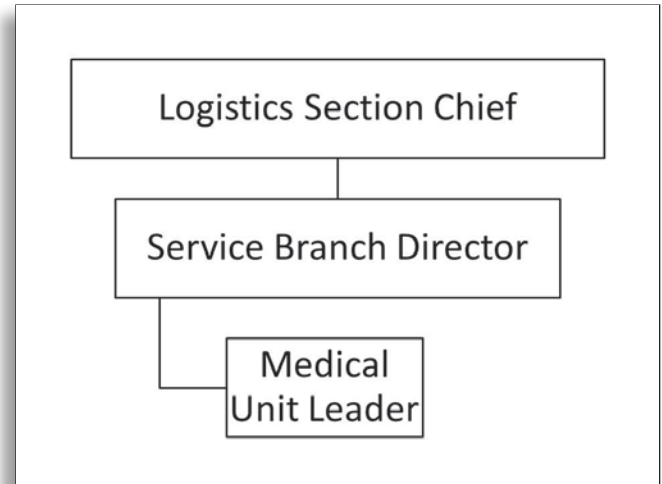 Logistics Section Chief
Service Branch Director
Medical
Unit Leader